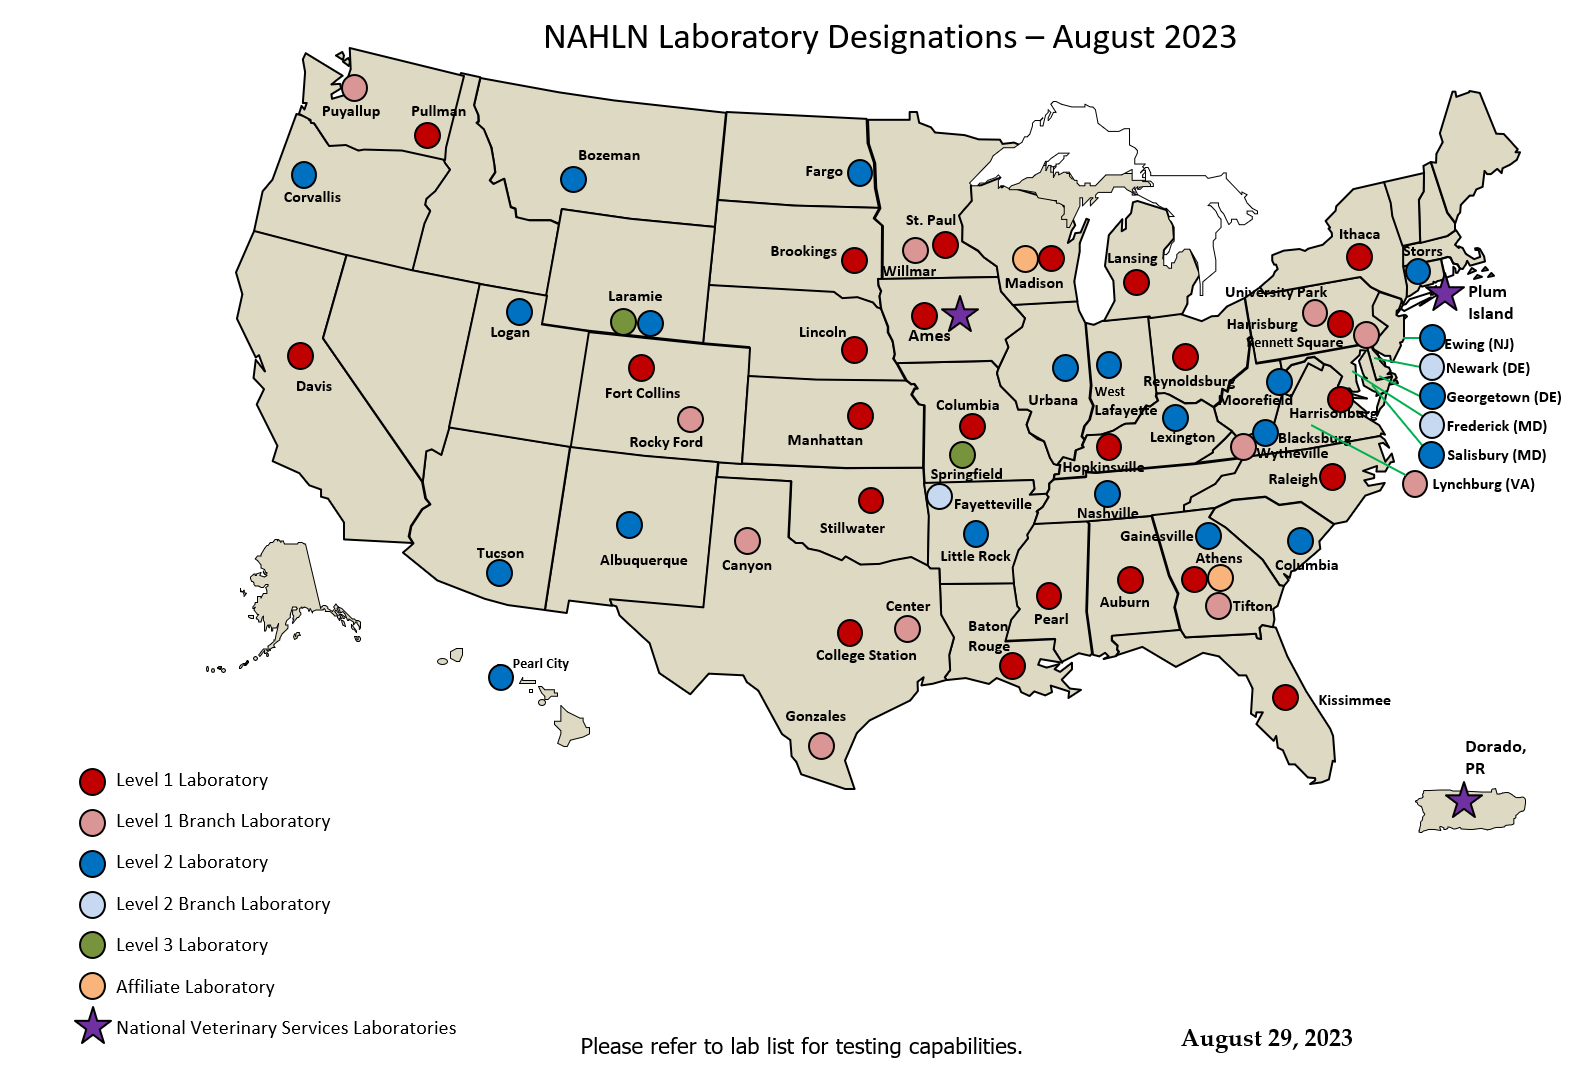 NAHLN Laboratory Designations – August 2023
Puyallup
Pullman
Corvallis
Bozeman
Fargo
St. Paul
Willmar
Brookings
Madison
Lansing
Ithaca
Storrs
Plum
Island
University Park
Harrisburg
Kennett Square
Ewing (NJ)
Newark (DE)
Georgetown (DE)
Frederick (MD)
Salisbury (MD)
Lynchburg (VA)
Laramie
Logan
Lincoln
Ames
Davis
Fort Collins
Rocky Ford
Manhattan
Urbana
West
Lafayette
Reynoldsburg
Moorefield
Harrisonburg
Columbia
Springfield
Lexington
Hopkinsville
Blacksburg
Wytheville
Raleigh
Stillwater
Fayetteville
Little Rock
Nashville
Gainesville
Athens
Columbia
Tifton
Tucson
Albuquerque
Canyon
Center
College Station
Baton
Rouge
Pearl
Auburn
Pearl City
Gonzales
Kissimmee
Dorado,
PR
Level 1 Laboratory
Level 1 Branch Laboratory
Level 2 Laboratory
Level 2 Branch Laboratory
Level 3 Laboratory
Affiliate Laboratory
National Veterinary Services Laboratories
Please refer to lab list for testing capabilities.
August 29, 2023